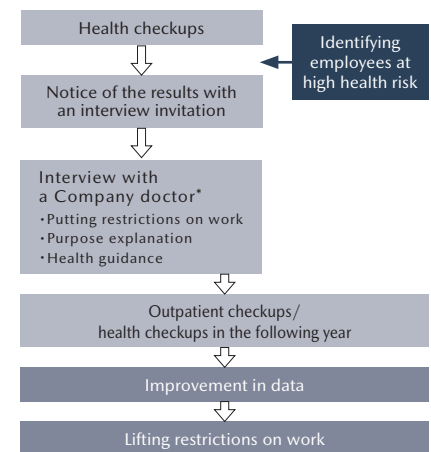 Health checkups
Identifying
employees at
high health risk
Notice of the results with
an interview invitation
Interview with
a Company doctor*
・Putting restrictions on work
・Purpose explanation
・Health guidance
Outpatient checkups/
health checkups in the following year
Improvement in data
Lifting restrictions on work